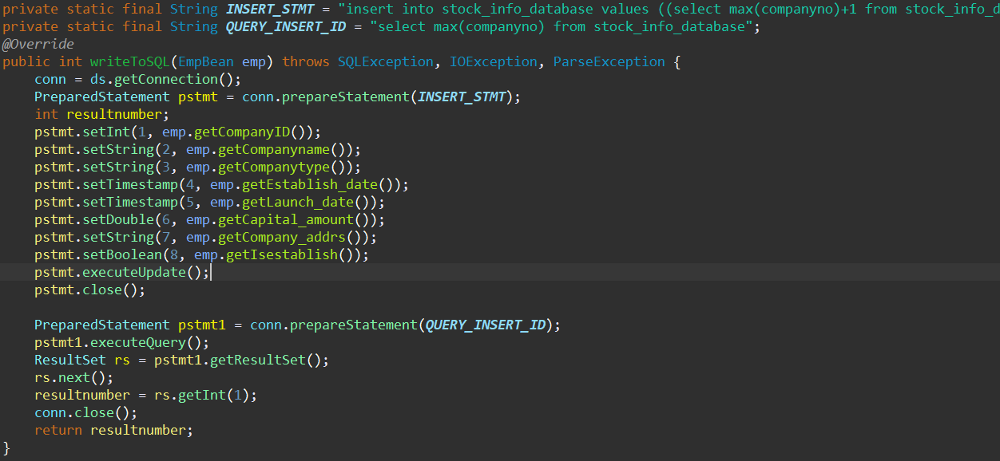 private static final String INSERT_STMT = "insert into stock_info_database values ((select max(companyno)+1 from stock_info_d
private static final String QUERY_INSERT_ID = "select max(companyno) from stock_info_database";
@Override
public int writeToSQL(EmpBean emp) throws SQLException, IOException, ParseException {
    conn = ds.getConnection();
    PreparedStatement pstmt = conn.prepareStatement(INSERT_STMT);
    int resultnumber;
    pstmt.setInt(1, emp.getCompanyID());
    pstmt.setString(2, emp.getCompanyname());
    pstmt.setString(3, emp.getCompanytype());
    pstmt.setTimestamp(4, emp.getEstablish_date());
    pstmt.setTimestamp(5, emp.getLaunch_date());
    pstmt.setDouble(6, emp.getCapital_amount());
    pstmt.setString(7, emp.getCompany_addrs());
    pstmt.setBoolean(8, emp.getIsestablish());
    pstmt.executeUpdate();
    pstmt.close();

    PreparedStatement pstmt1 = conn.prepareStatement(QUERY_INSERT_ID);
    pstmt1.executeQuery();
    ResultSet rs = pstmt1.getResultSet();
    rs.next();
    resultnumber = rs.getInt(1);
    conn.close();
    return resultnumber;
}